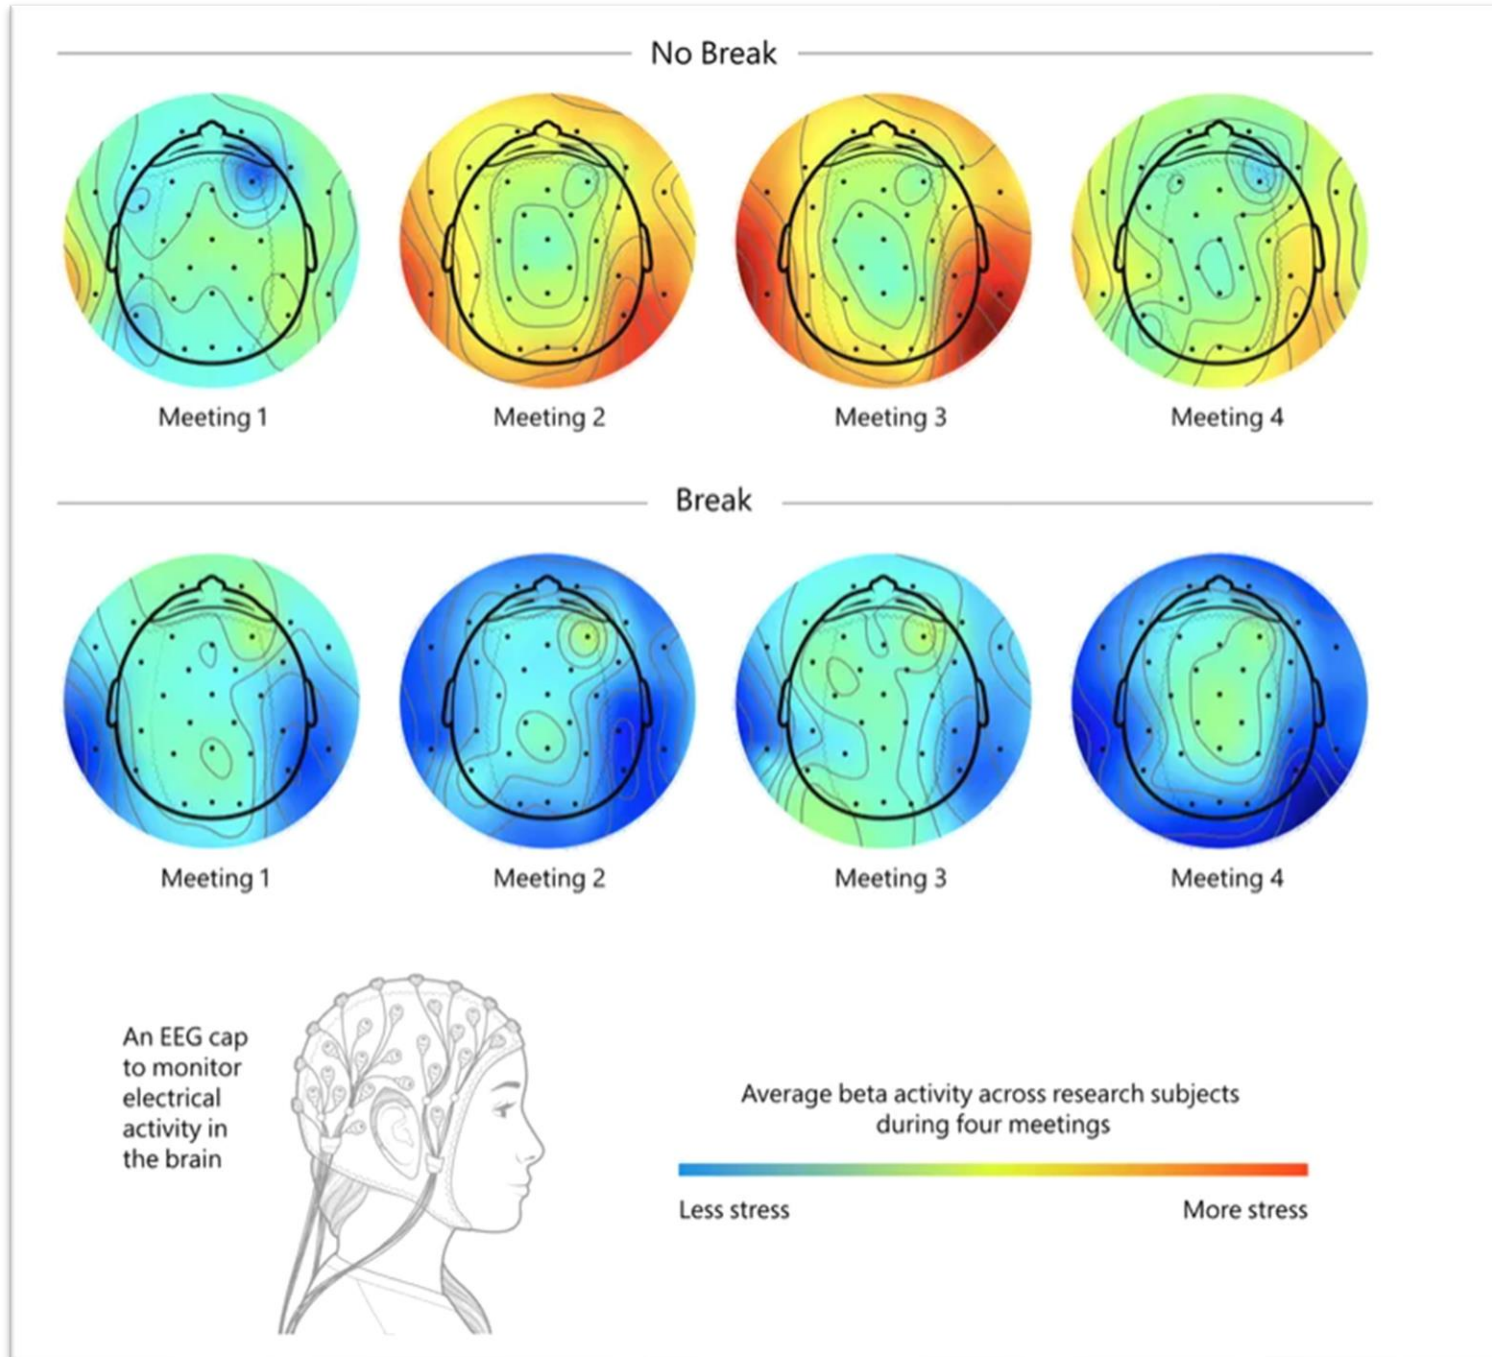 No Break
Meeting 1
Meeting 2
Meeting 3
Meeting 4
Break
Meeting 1
Meeting 2
Meeting 3
Meeting 4
An EEG cap
to monitor
electrical
activity in
the brain
Average beta activity across research subjects
during four meetings
Less stress
More stress